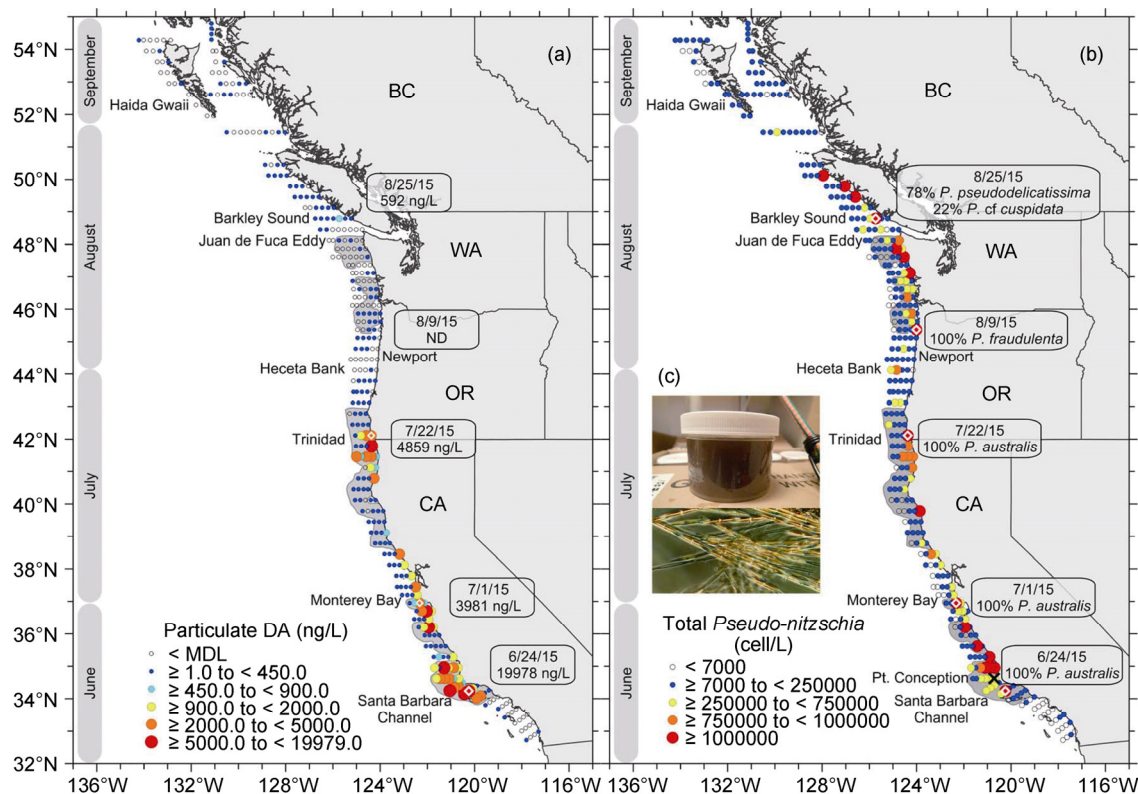 (a)
54°N
52°N
50°N
48°N
46°N
44°N
42°N
40°N
38°N
36°N
34°N
32°N
September
August
July
June
Haida Gwaii
BC
8/25/15
592 ng/L
Barkley Sound
Juan de Fuca Eddy
WA
8/9/15
ND
Newport
Heceta Bank
OR
Trinidad
7/22/15
4859 ng/L
CA
Monterey Bay
7/1/15
3981 ng/L
6/24/15
19978 ng/L
Santa Barbara
Channel
Particulate DA (ng/L)
< MDL
≥ 1.0 to < 450.0
≥ 450.0 to < 900.0
≥ 900.0 to < 2000.0
≥ 2000.0 to < 5000.0
≥ 5000.0 to < 19979.0
136°W 132°W 128°W 124°W 120°W 116°W
(b)
September
August
July
June
Haida Gwaii
BC
8/25/15
78% P. pseudodelicatissima
22% P. cf cuspidata
Barkley Sound
Juan de Fuca Eddy
WA
8/9/15
100% P. fraudulenta
Newport
Heceta Bank
(c)
OR
Trinidad
7/22/15
100% P. australis
CA
Monterey Bay
7/1/15
100% P. australis
6/24/15
100% P. australis
Pt. Conception
Santa Barbara
Channel
Total Pseudo-nitzschia
(cell/L)
< 7000
≥ 7000 to < 250000
≥ 250000 to < 750000
≥ 750000 to < 1000000
≥ 1000000
136°W 132°W 128°W 124°W 120°W 116°W